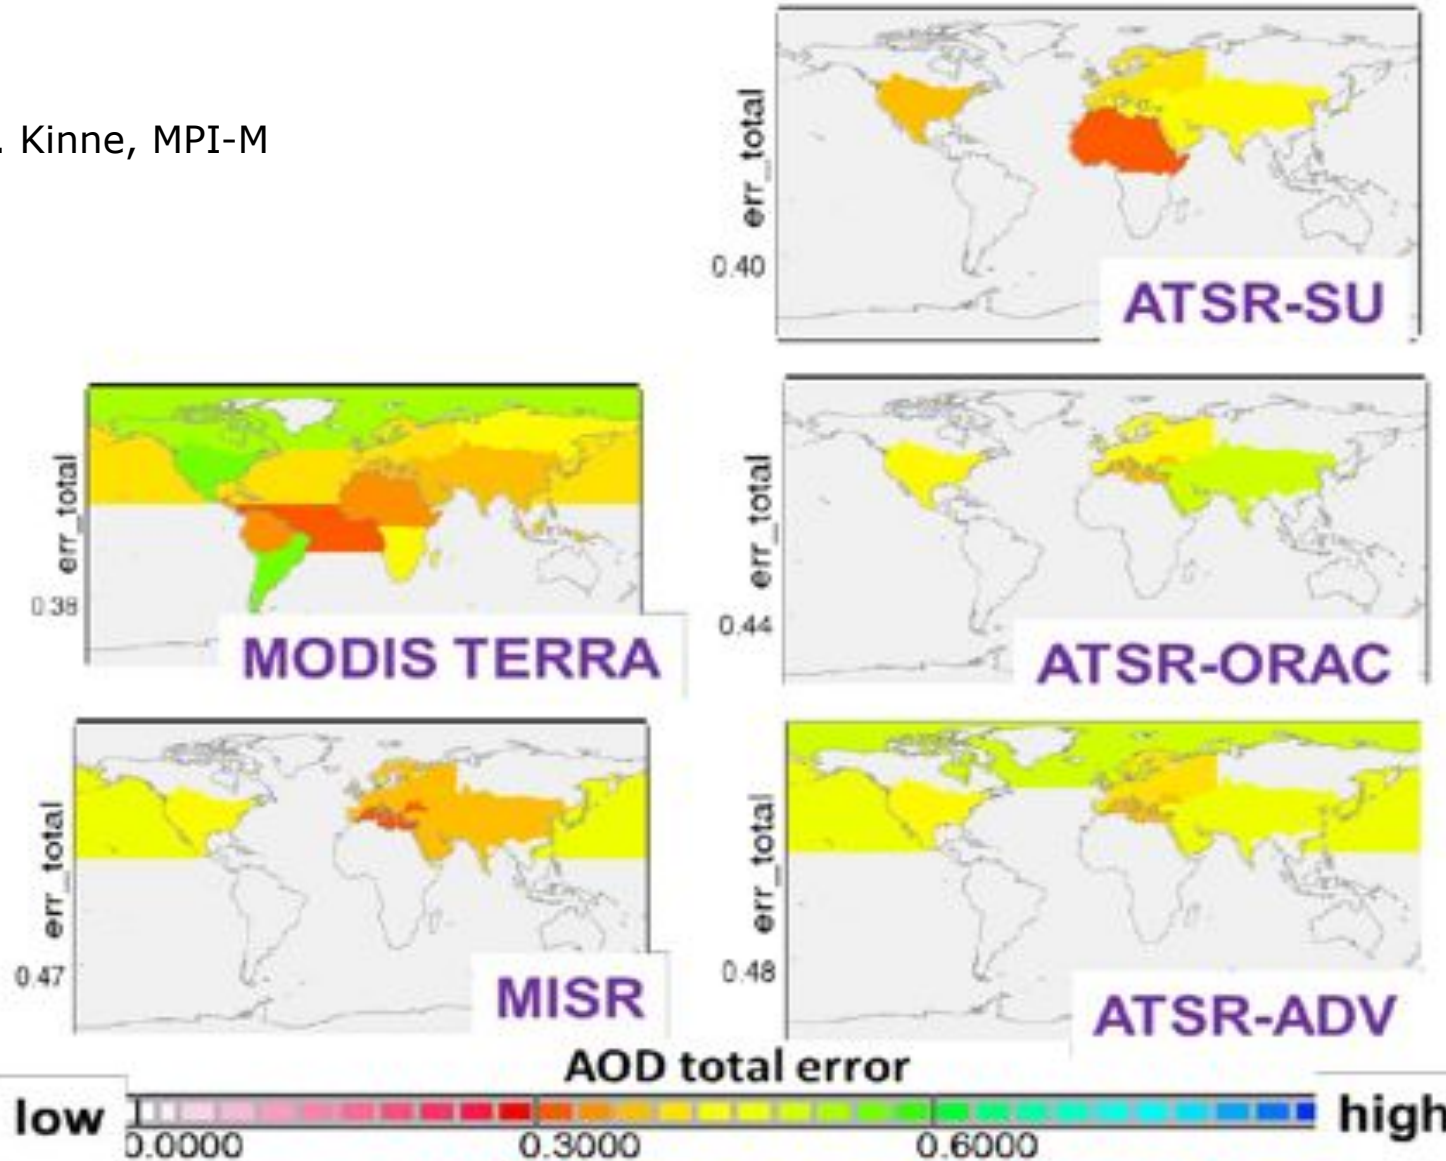 . Kinne, MPI-M
err_total
0.40
ATSR-SU
err_total
0.38
MODIS TERRA
err_total
0.44
ATSR-ORAC
err_total
0.47
MISR
err_total
0.48
ATSR-ADV
AOD total error
low
high
0.0000
0.3000
0.6000